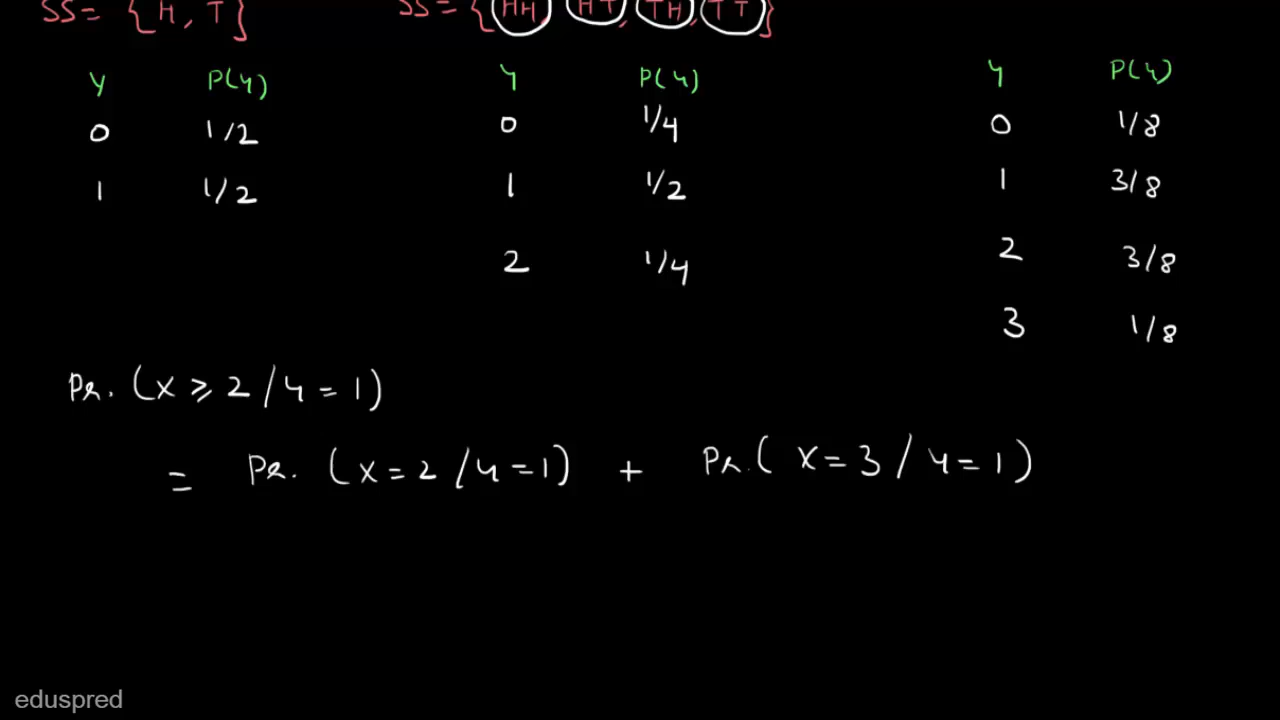 SS= {H, T} SS = {HH, HT, TH, TT}
Y P(Y) Y P(Y) Y P(Y)
0 1/2 0 1/4 0 1/8
1 1/2 1 1/2 1 3/8
2 1/4 2 3/8
3 1/8
Pr. (X ≥ 2 / Y = 1)
= Pr. (X = 2 / Y = 1) + Pr. (X = 3 / Y = 1)
eduspred